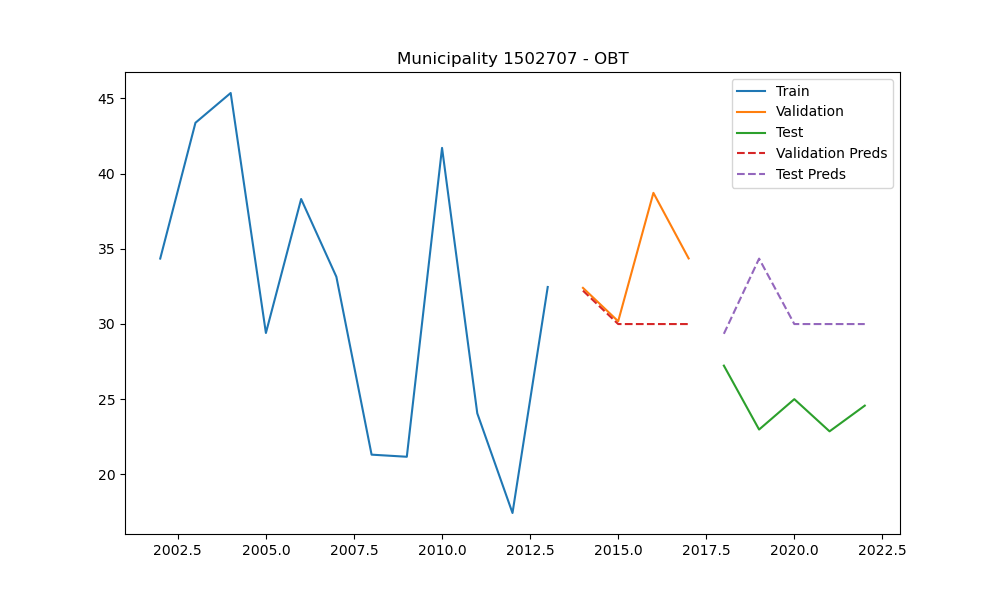 Municipality 1502707 - OBT
Train
Validation
Test
Validation Preds
Test Preds
45
40
35
30
25
20
2002.5 2005.0 2007.5 2010.0 2012.5 2015.0 2017.5 2020.0 2022.5